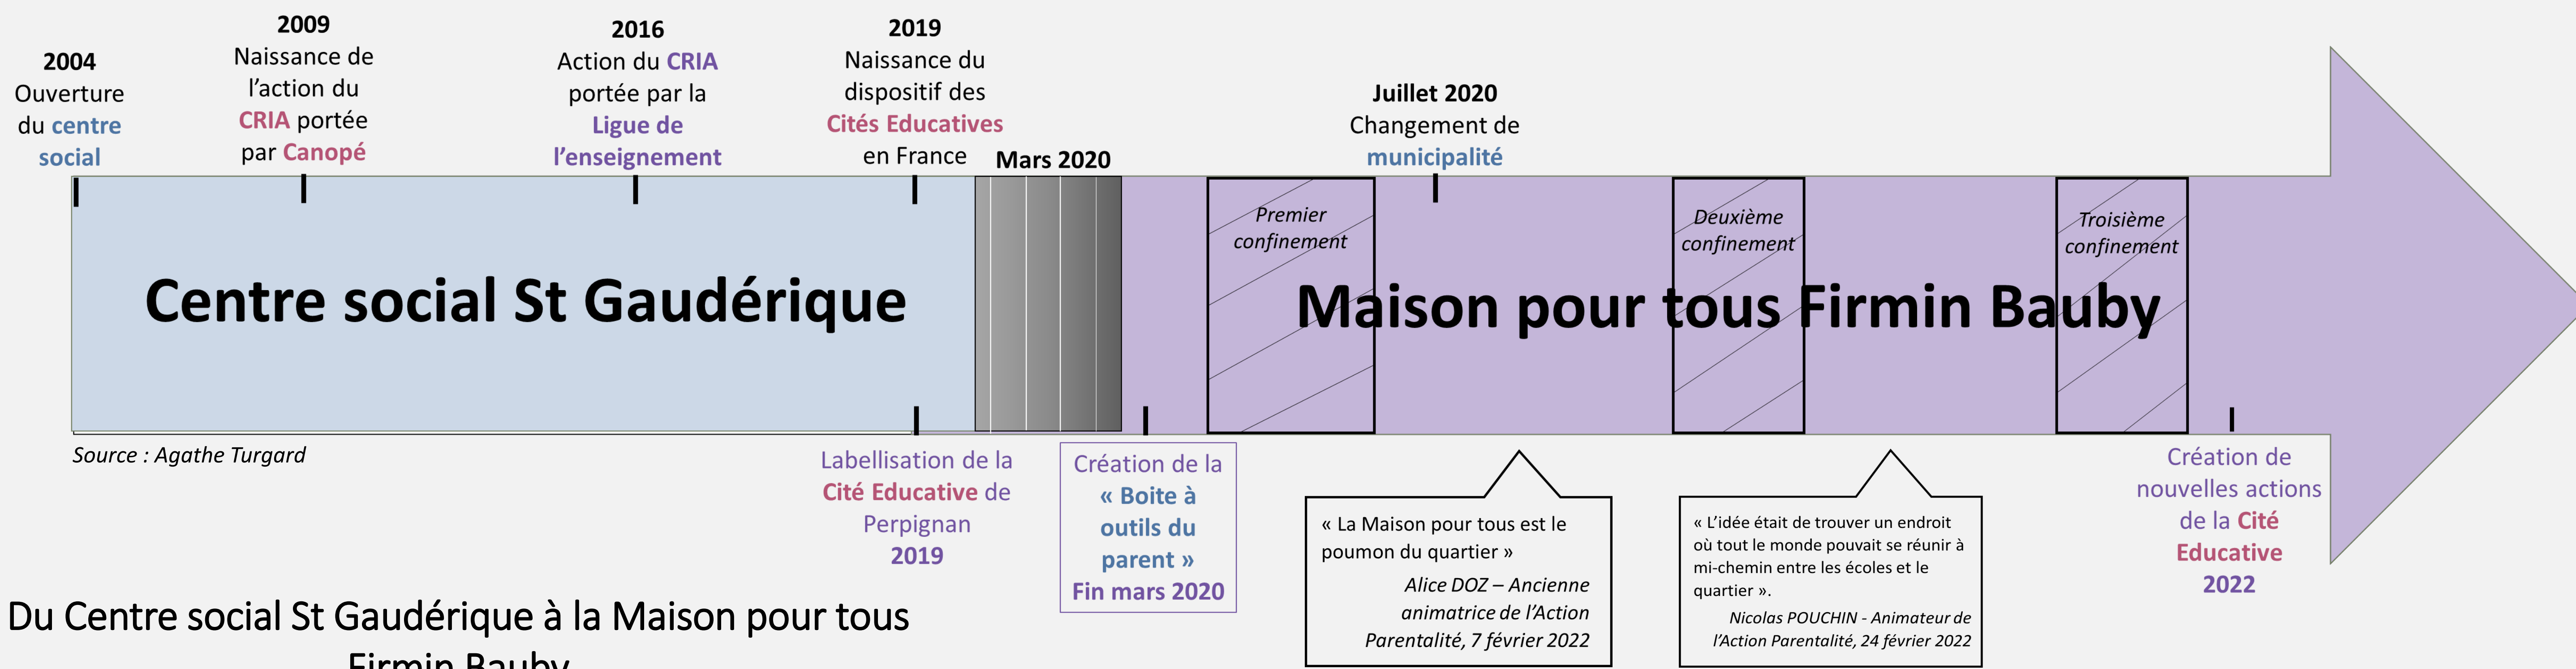 2004
Ouverture
du centre
social
2009
Naissance de
l’action du
CRIA portée
par Canopé
2016
Action du CRIA
portée par la
Ligue de
l’enseignement
2019
Naissance du
dispositif des
Cités Educatives
en France
Mars 2020
Juillet 2020
Changement de
municipalité
Centre social St Gaudérique
Premier
confinement
Deuxième
confinement
Troisième
confinement
Maison pour tous Firmin Bauby
Source : Agathe Turgard
Labellisation de la
Cité Educative de
Perpignan
2019
Création de la
« Boite à
outils du
parent »
Fin mars 2020
« La Maison pour tous est le
poumon du quartier »
Alice DOZ – Ancienne
animatrice de l’Action
Parentalité, 7 février 2022
« L’idée était de trouver un endroit
où tout le monde pouvait se réunir à
mi-chemin entre les écoles et le
quartier ».
Nicolas POUCHIN - Animateur de
l’Action Parentalité, 24 février 2022
Création de
nouvelles actions
de la Cité
Educative
2022
Du Centre social St Gaudérique à la Maison pour tous
Firmin Bauby